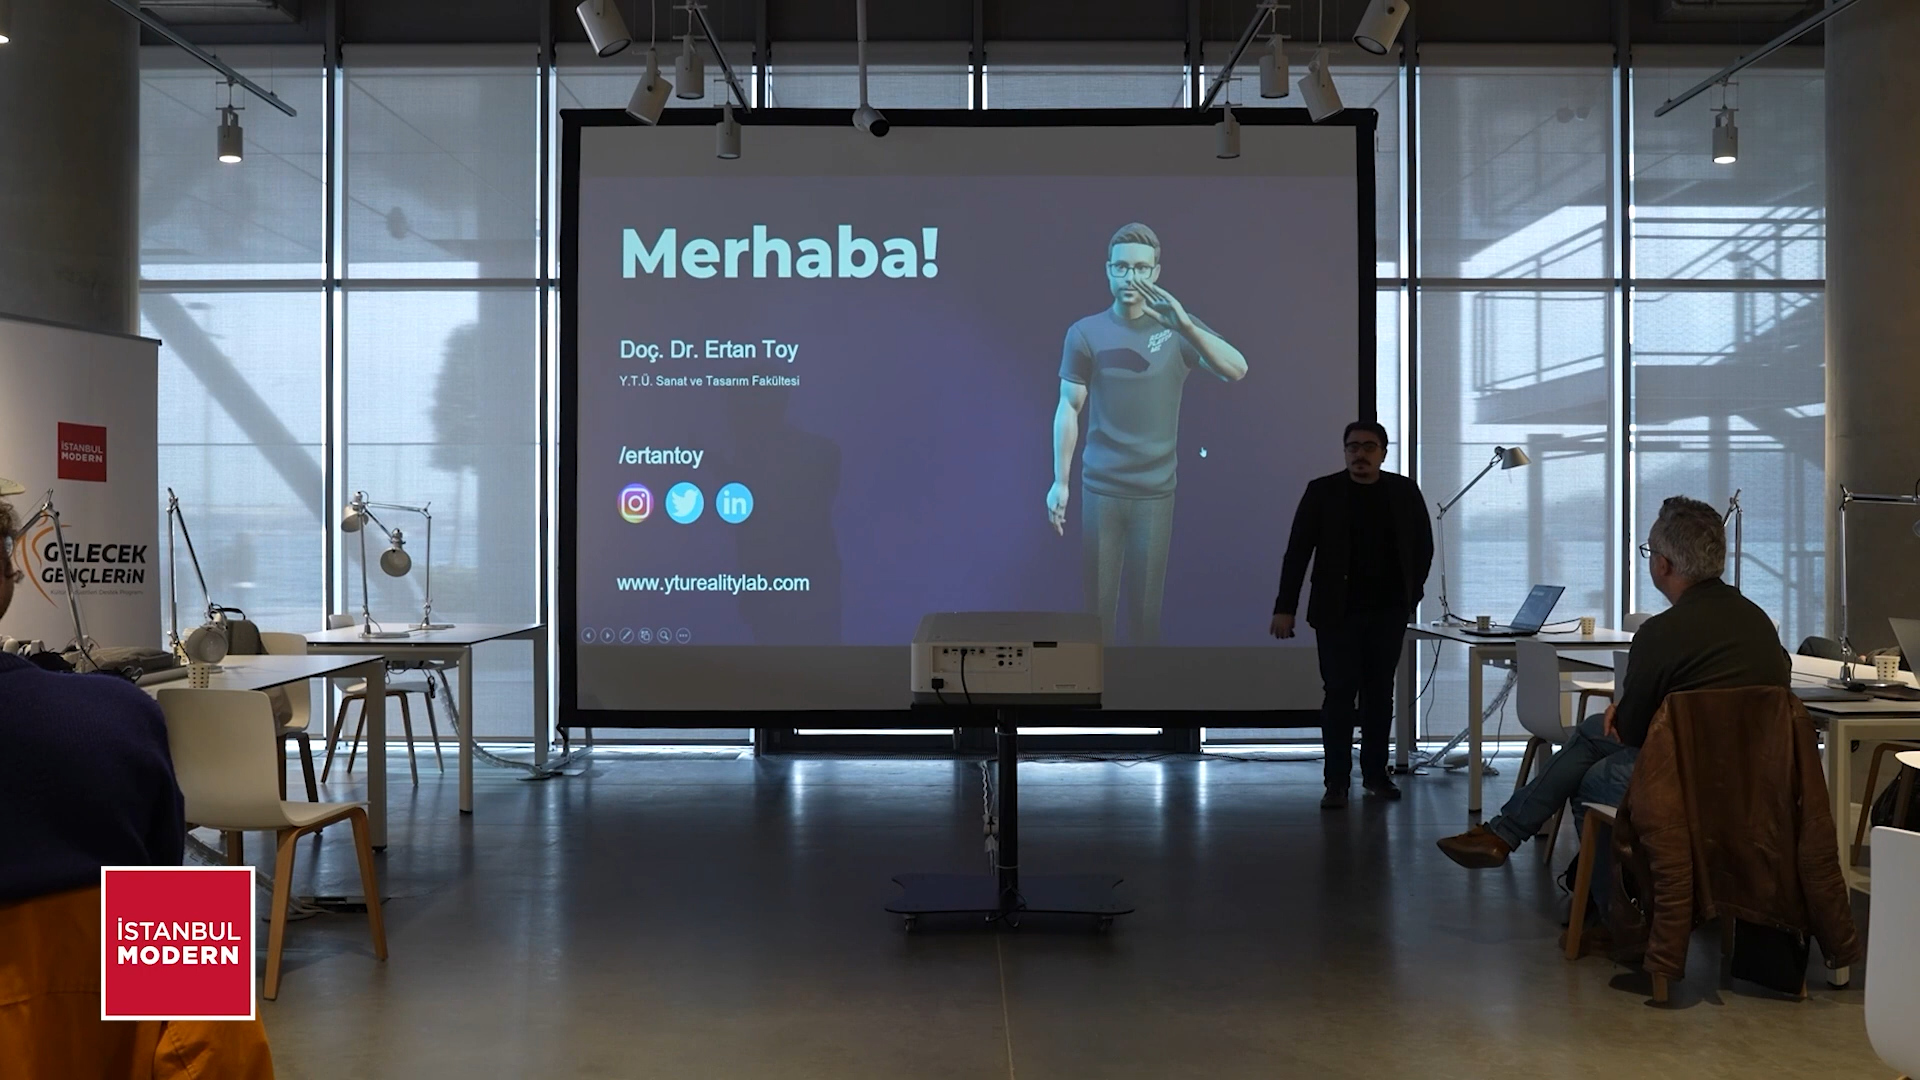 Merhaba!
Doç. Dr. Ertan Toy
Y.T.Ü. Sanat ve Tasarım Fakültesi
/ertantoy
in
www.yturealitylab.com
İSTANBUL
MODERN
GELECEK
GENÇLERİN
İSTANBUL
MODERN